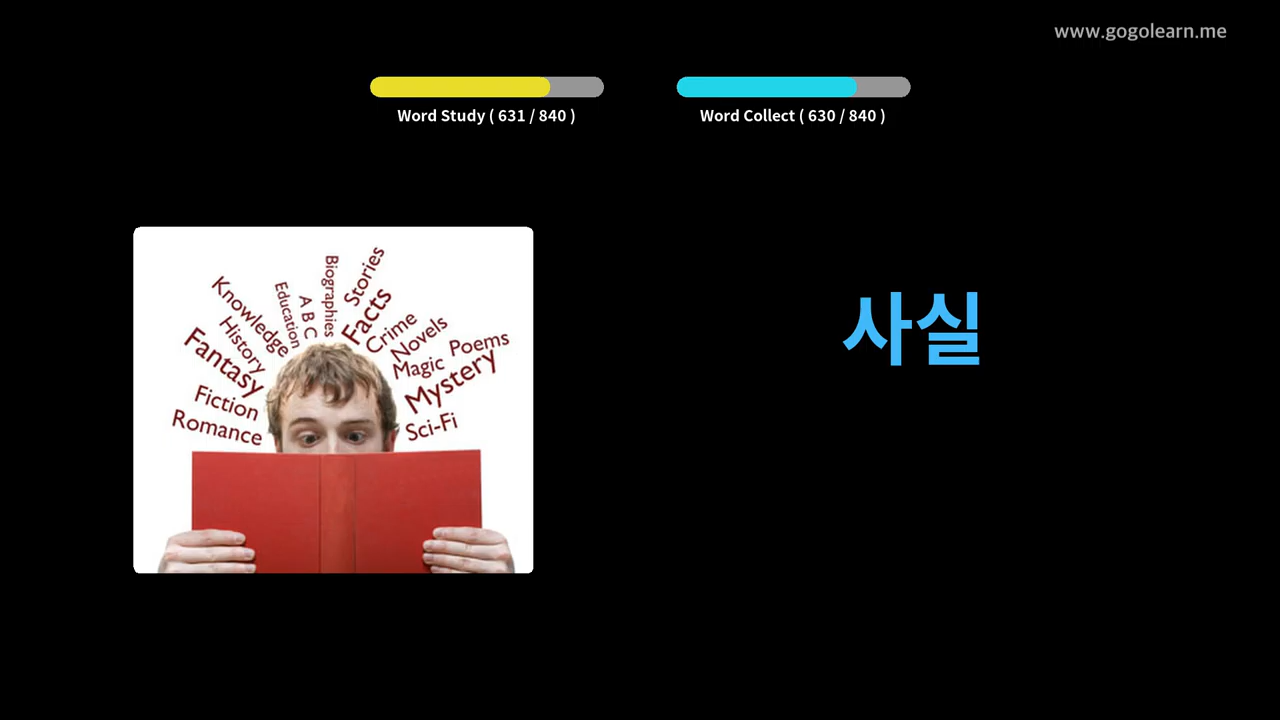 www.gogolearn.me
Word Study ( 631 / 840 )
Word Collect ( 630 / 840 )
Romance
Fiction
Fantasy
History
Knowledge
Education
A B C
Biographies
Stories
Facts
Crime
Novels
Magic
Poems
Mystery
Sci-Fi
사실